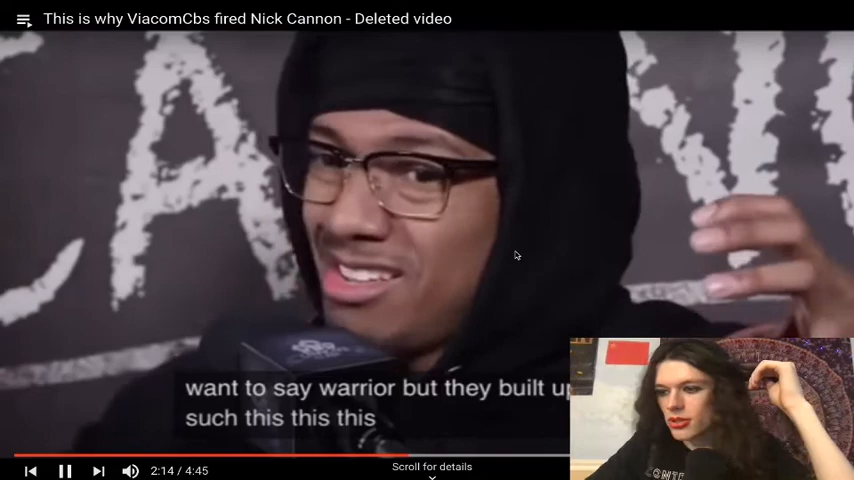 This is why ViacomCbs fired Nick Cannon - Deleted video
CAN
want to say warrior but they built up
such this this this
2:14 / 4:45
Scroll for details